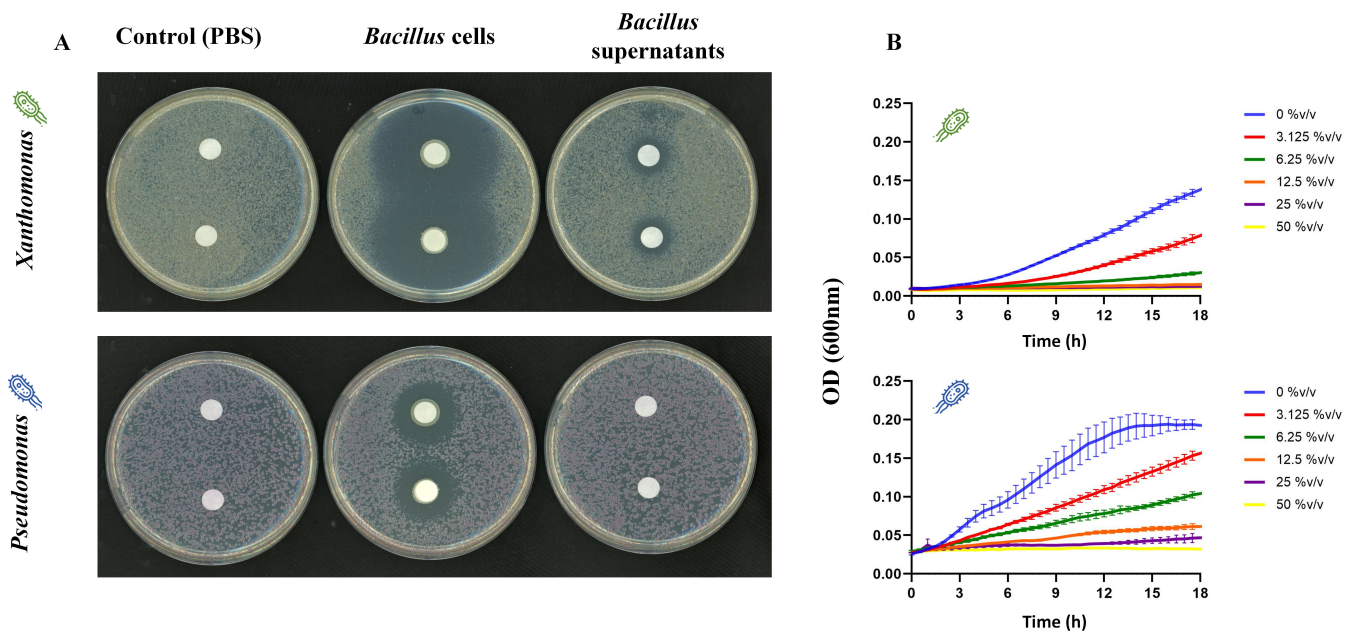 A
Control (PBS)
Bacillus cells
Bacillus
supernatants
Xanthomonas
Pseudomonas
B
OD (600nm)
0.25
0.20
0.15
0.10
0.05
0.00
0
3
6
9
12
15
18
Time (h)
0 %v/v
3.125 %v/v
6.25 %v/v
12.5 %v/v
25 %v/v
50 %v/v
0.25
0.20
0.15
0.10
0.05
0.00
0
3
6
9
12
15
18
Time (h)
0 %v/v
3.125 %v/v
6.25 %v/v
12.5 %v/v
25 %v/v
50 %v/v